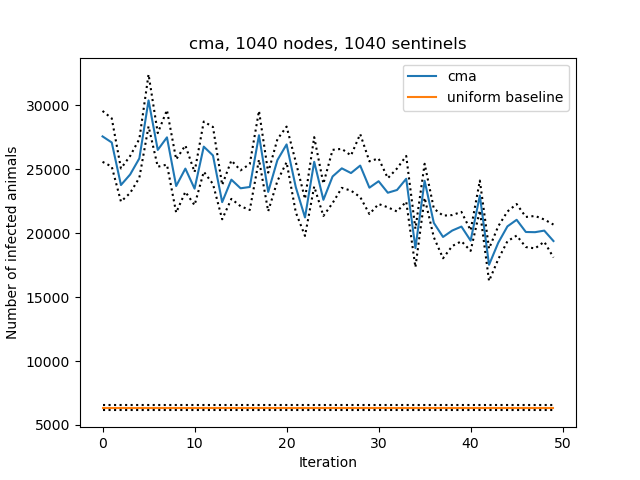 cma, 1040 nodes, 1040 sentinels
cma
uniform baseline
Number of infected animals
30000
25000
20000
15000
10000
5000
0
10
20
30
40
50
Iteration